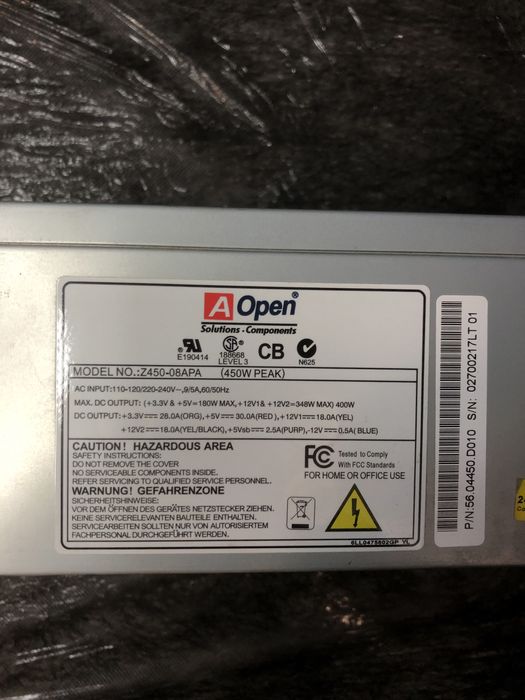 A Open®
Solutions - Components
E190414
188668
LEVEL 3
CB
N625
MODEL NO.:Z450-08APA (450W PEAK)
AC INPUT:110-120/220-240V~,9/5A,60/50Hz
MAX. DC OUTPUT: (+3.3V & +5V=180W MAX,+12V1& +12V2=348W MAX) 400W
DC OUTPUT:+3.3V 28.0A(ORG), +5V 30.0A(RED),+12V1 18.0A(YEL)
+12V2 18.0A(YEL/BLACK),+5Vsb 2.5A(PURP),-12V 0.5A( BLUE)
CAUTION! HAZARDOUS AREA
SAFETY INSTRUCTIONS:
DO NOT REMOVE THE COVER
NO SERVICEABLE COMPONENTS INSIDE.
REFER SERVICING TO QUALIFIED SERVICE PERSONNEL.
WARNUNG! GEFAHRENZONE
SICHERHEITSHINWEISE:
VOR DEM ÖFFNEN DES GERÄTES NETZSTECKER ZIEHEN.
KEINE SERVICERELEVANTEN BAUTEILE ENTHALTEN.
SERVICEARBEITEN SOLLTEN NUR VON AUTORISIERTEM
FACHPERSONAL DURCHGEFÜHRT WERDEN.
FC Tested to Comply
With FCC Standards
FOR HOME OR OFFICE USE
P/N:56.04450.D010 S/N: 02700217LT 01